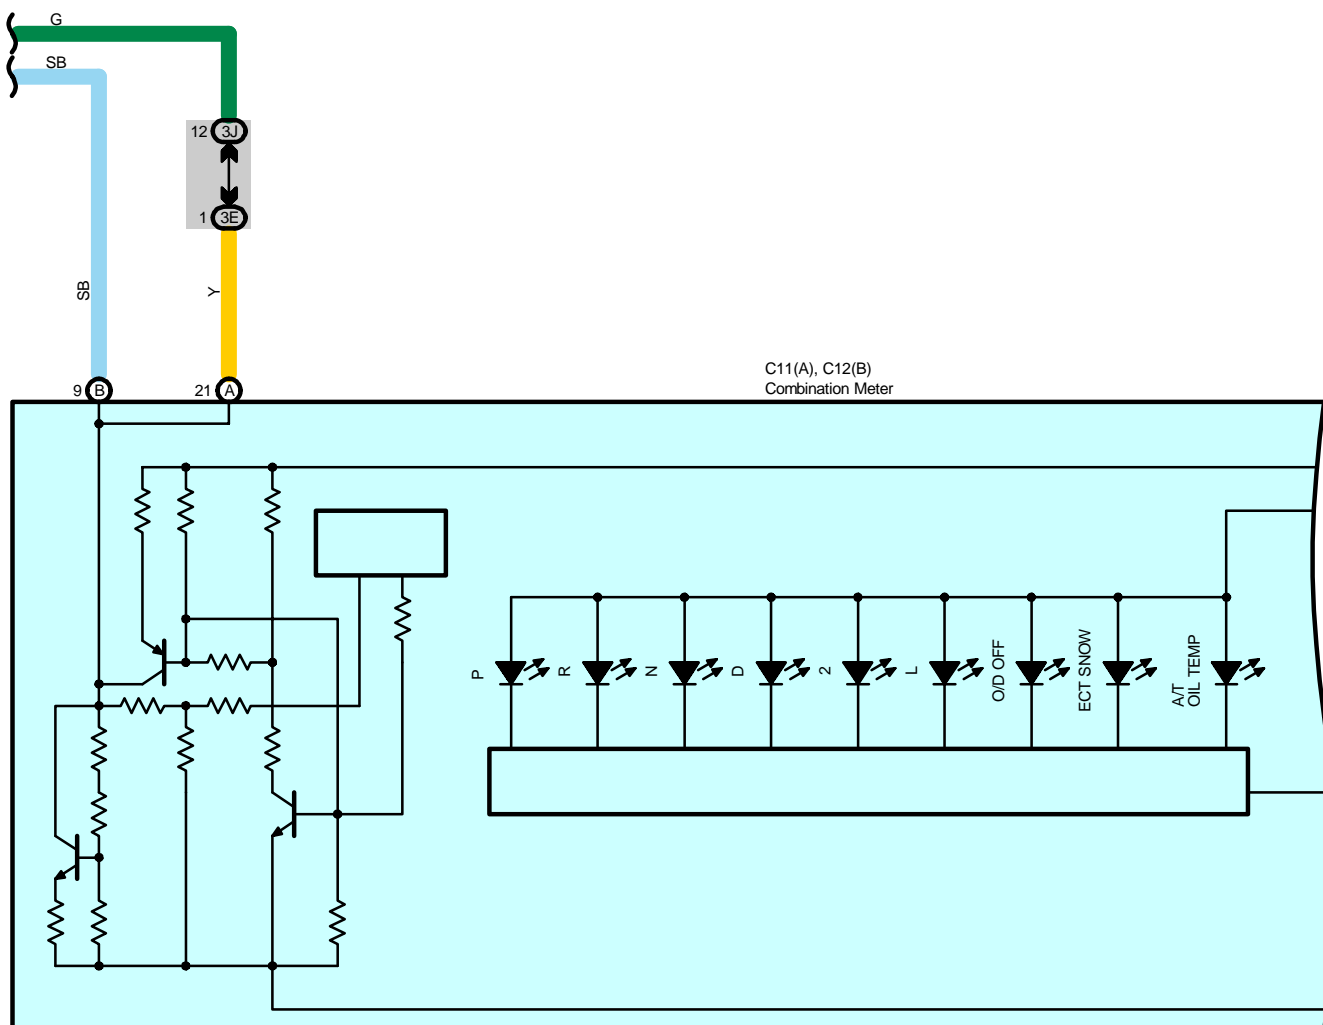 G
SB
12 3J
1 3E
SB
Y
9 B
21 A
C11(A), C12(B)
Combination Meter
P
R
N
D
2
L
O/D OFF
ECT SNOW
A/T
OIL TEMP